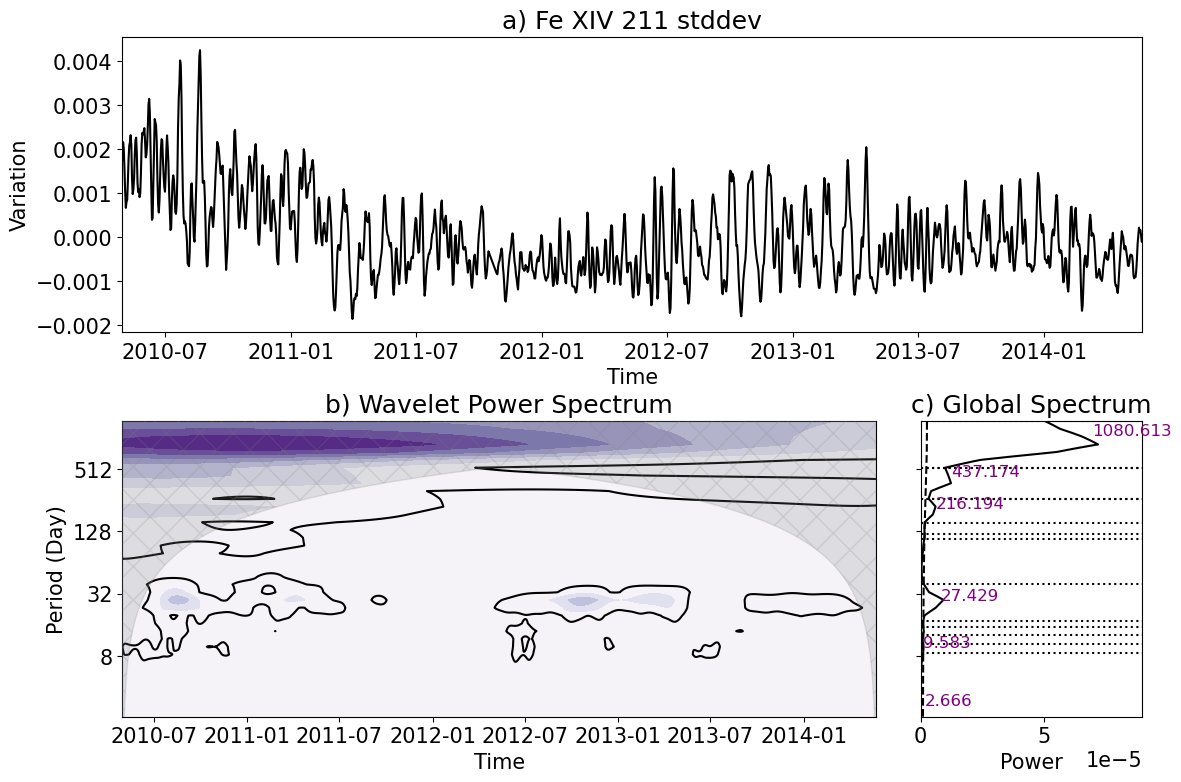 a) Fe XIV 211 stddev
Variation
0.004
0.003
0.002
0.001
0.000
−0.001
−0.002
2010-07 2011-01 2011-07 2012-01 2012-07 2013-01 2013-07 2014-01
Time
b) Wavelet Power Spectrum
Period (Day)
512
128
32
8
2010-07 2011-01 2011-07 2012-01 2012-07 2013-01 2013-07 2014-01
Time
c) Global Spectrum
1080.613
437.174
216.194
27.429
9.583
2.666
0 5
Power 1e−5